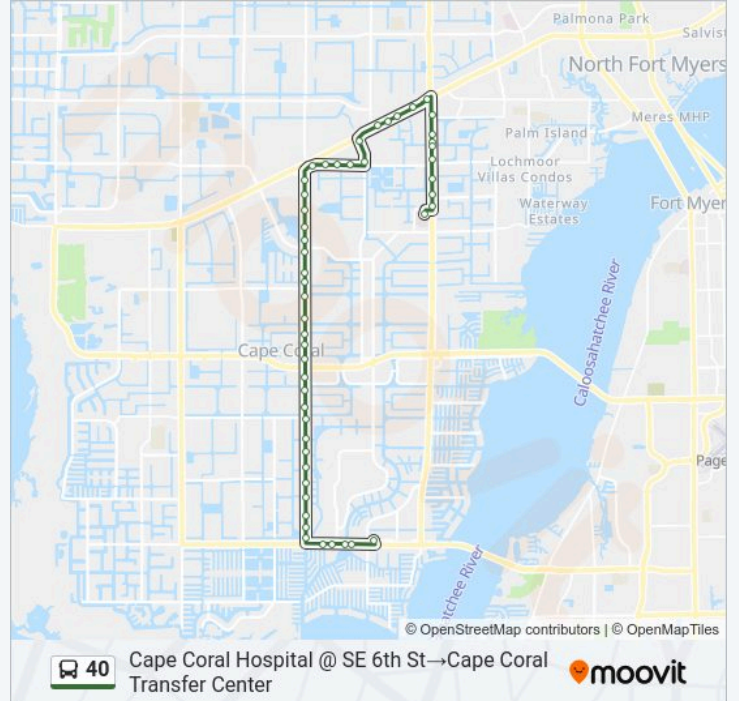 Palmona Park
Salvist
North Fort Myers
Meres MHP
Palm Island
Lochmoor
Villas Condos
Waterway
Estates
Fort Myer
Caloosahatchee River
Cape Coral
Page
tchee River
© OpenStreetMap contributors | © OpenMapTiles
40
Cape Coral Hospital @ SE 6th St→Cape Coral
Transfer Center
moovit